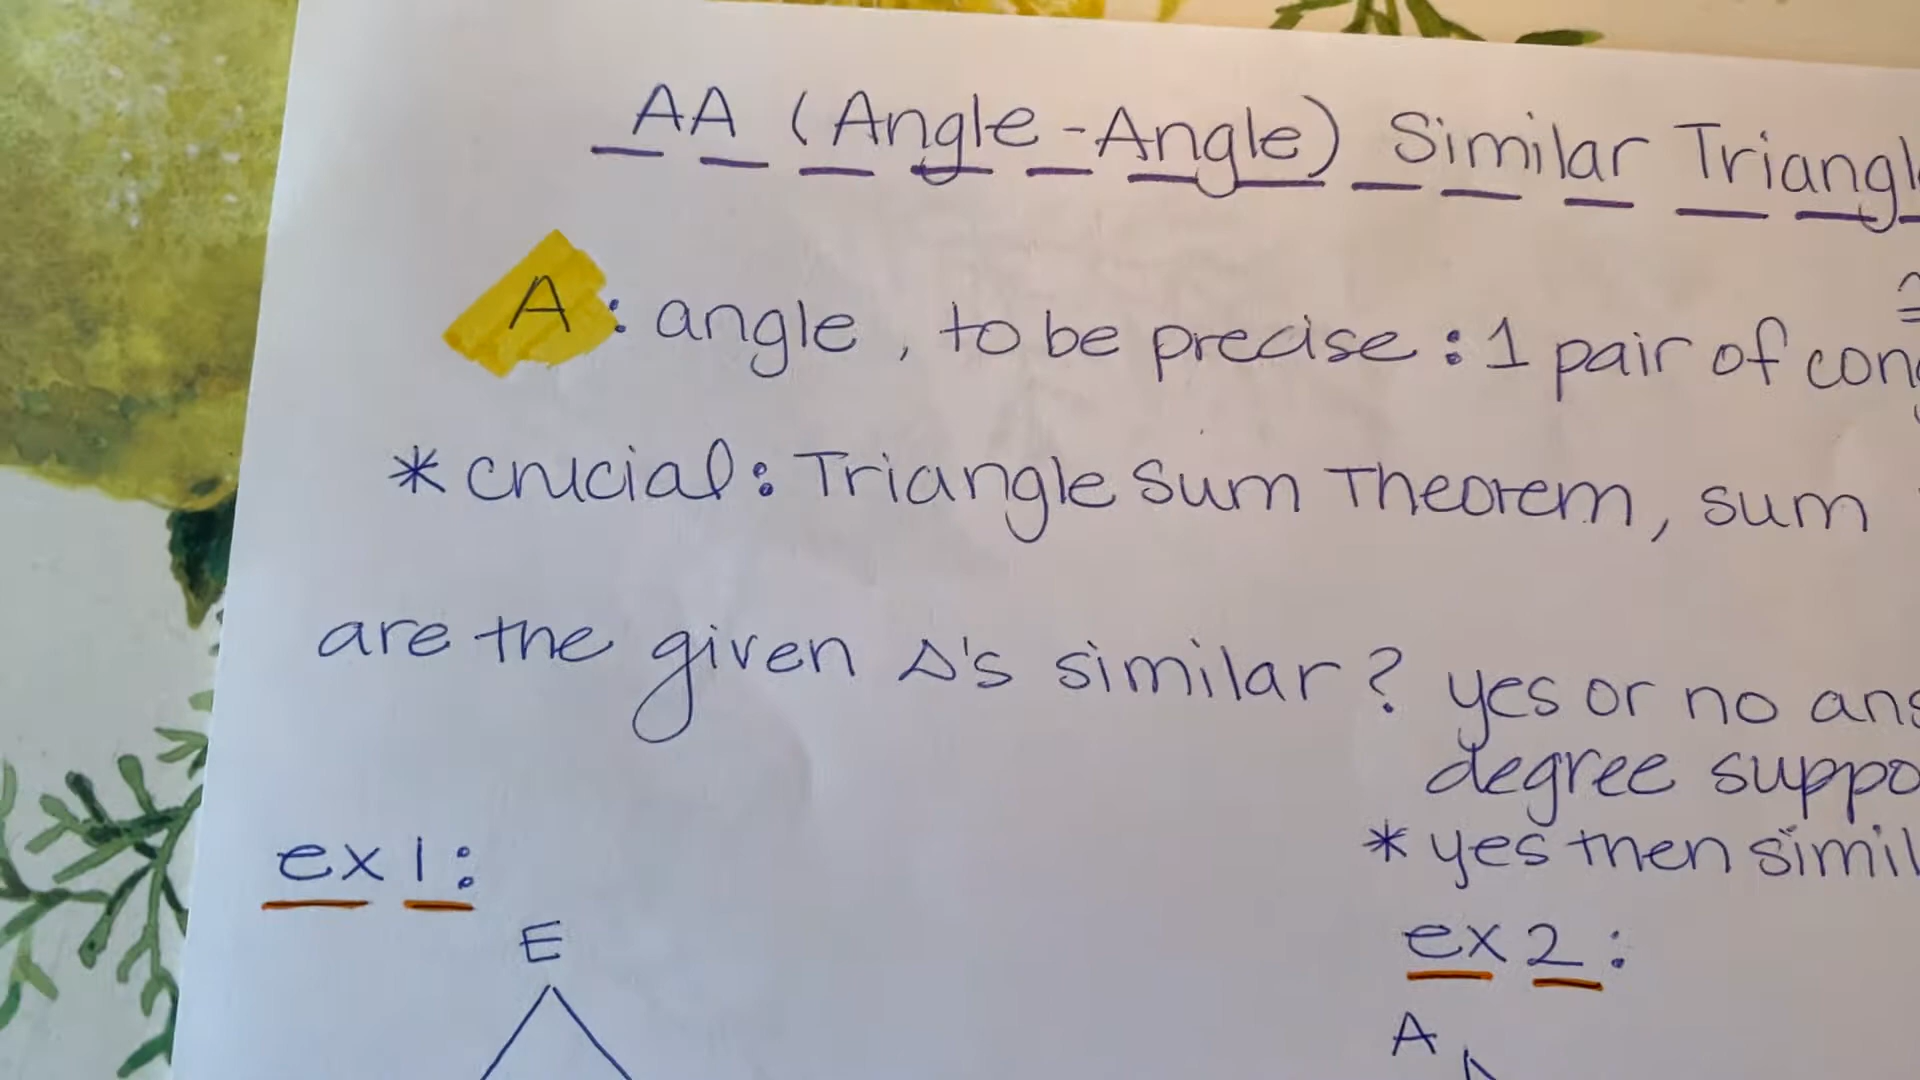 AA (Angle-Angle) Similar Triangl
A: angle, to be precise: 1 pair of con
* crucial: Triangle Sum Theorem, sum
are the given Δ's similar? yes or no ans
degree suppo
* yes then simil
ex 1:
ex 2:
E
A